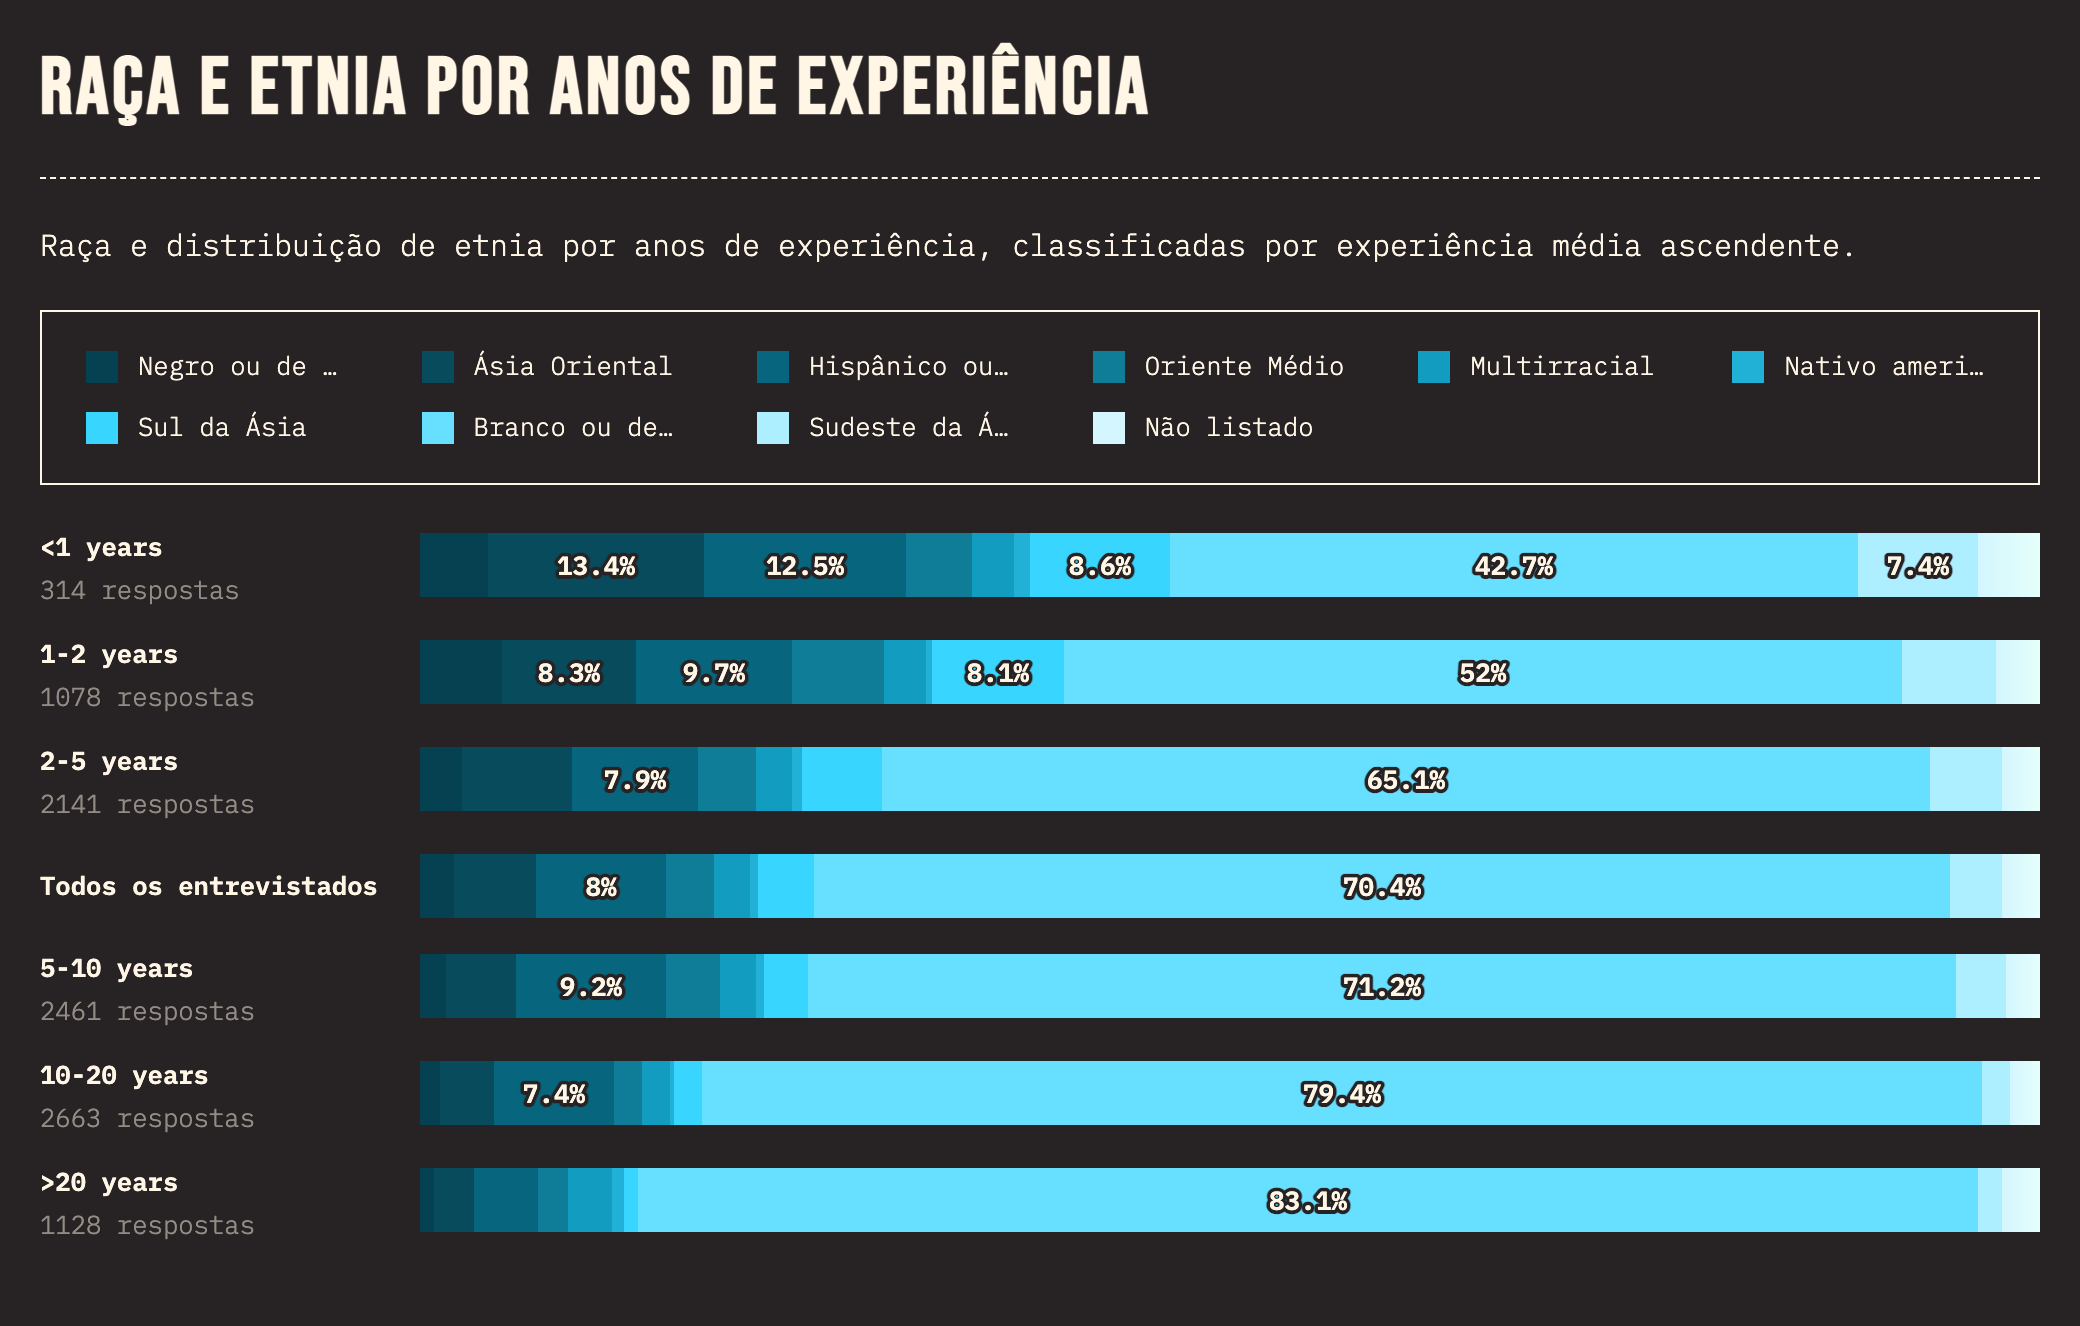 RAÇA E ETNIA POR ANOS DE EXPERIÊNCIA
Raça e distribuição de etnia por anos de experiência, classificadas por experiência média ascendente.
Negro ou de … Ásia Oriental Hispânico ou… Oriente Médio Multirracial Nativo ameri…
Sul da Ásia Branco ou de… Sudeste da Á… Não listado
<1 years
13.4% 12.5% 8.6% 42.7% 7.4%
314 respostas
1-2 years
8.3% 9.7% 8.1% 52%
1078 respostas
2-5 years
7.9% 65.1%
2141 respostas
Todos os entrevistados 8% 70.4%
5-10 years
9.2% 71.2%
2461 respostas
10-20 years
7.4% 79.4%
2663 respostas
>20 years
83.1%
1128 respostas